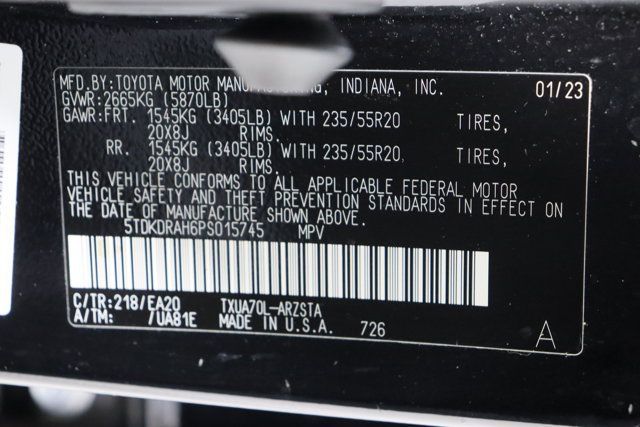 MFD.BY:TOYOTA MOTOR MANUFACTURING, INDIANA, INC. 01/23
GVWR:2665KG (5870LB)
GAWR:FRT. 1545KG (3405LB) WITH 235/55R20 TIRES,
20X8J RIMS.
RR. 1545KG (3405LB) WITH 235/55R20 TIRES,
20X8J RIMS.
THIS VEHICLE CONFORMS TO ALL APPLICABLE FEDERAL MOTOR
VEHICLE SAFETY AND THEFT PREVENTION STANDARDS IN EFFECT ON
THE DATE OF MANUFACTURE SHOWN ABOVE.
5TDKDRAH6PS015745 MPV
C/TR:218/EA20 TXUA70L-ARZSTA
A/TM: /UA81E MADE IN U.S.A. 726 A